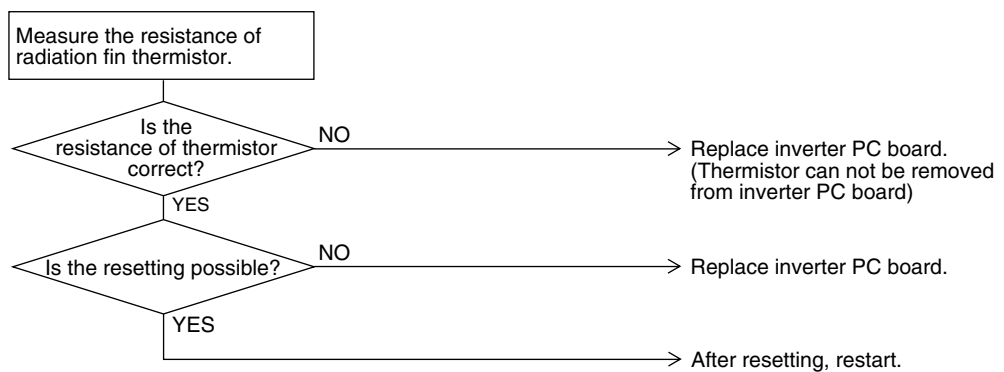 Measure the resistance of
radiation fin thermistor.
Is the
resistance of thermistor
correct?
NO
Replace inverter PC board.
(Thermistor can not be removed
from inverter PC board)
YES
Is the resetting possible?
NO
Replace inverter PC board.
YES
After resetting, restart.